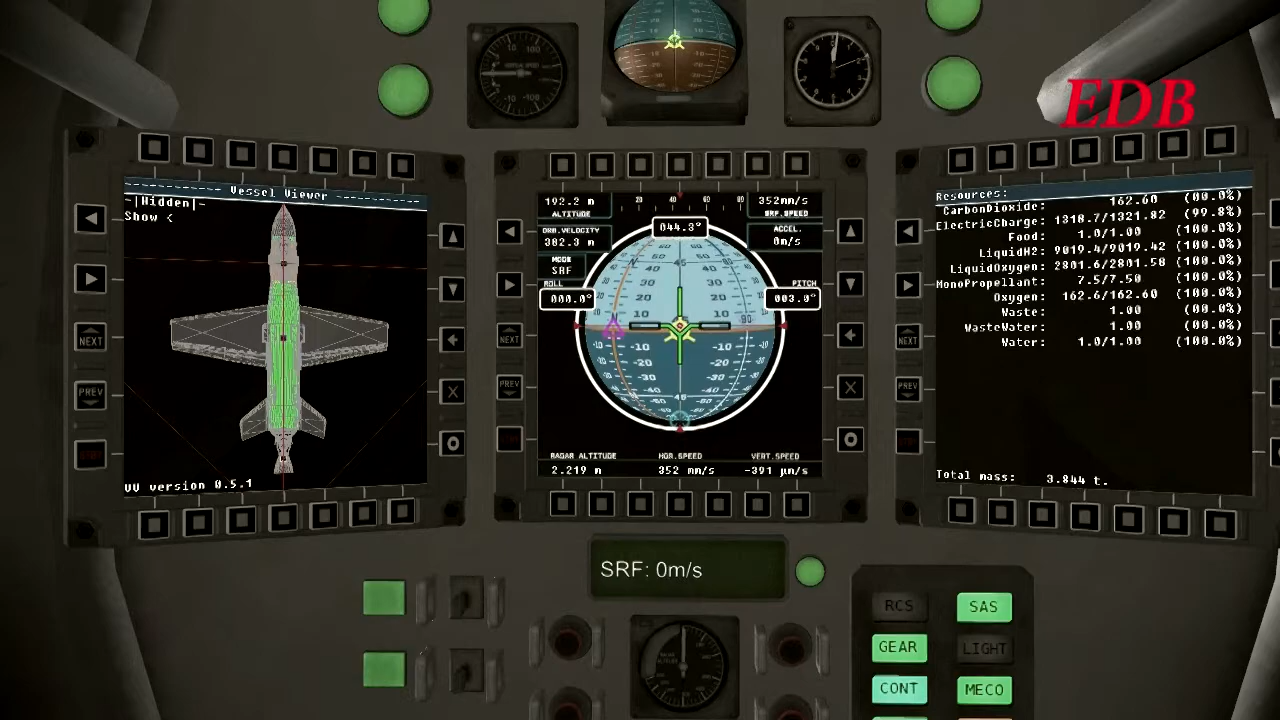 EDB
---------- Vessel Viewer ----------
-|Hidden|-
Show <
NEXT
PREV
VV version 0.5.1
192.2 m
ALTITUDE
20 40 60 80
352mm/s
SRF.SPEED
ORB.VELOCITY
382.3 m
044.3°
ACCEL.
0m/s
MODE
SRF
ROLL
000.0°
PITCH
003.0°
NEXT
PREV
RADAR ALTITUDE HOR.SPEED VERT.SPEED
2.219 m 352 mm/s -391 µm/s
Resources:
CarbonDioxide: 162.60 (00.0%)
ElectricCharge: 1318.7/1321.82 (99.8%)
Food: 1.0/1.00 (100.0%)
LiquidH2: 9019.4/9019.42 (100.0%)
LiquidOxygen: 2801.6/2801.58 (100.0%)
MonoPropellant: 7.5/7.50 (100.0%)
Oxygen: 162.6/162.60 (100.0%)
Waste: 1.00 (00.0%)
WasteWater: 1.00 (00.0%)
Water: 1.0/1.00 (100.0%)
NEXT
PREV
Total mass: 3.844 t.
SRF: 0m/s
RCS SAS
GEAR LIGHT
CONT MECO